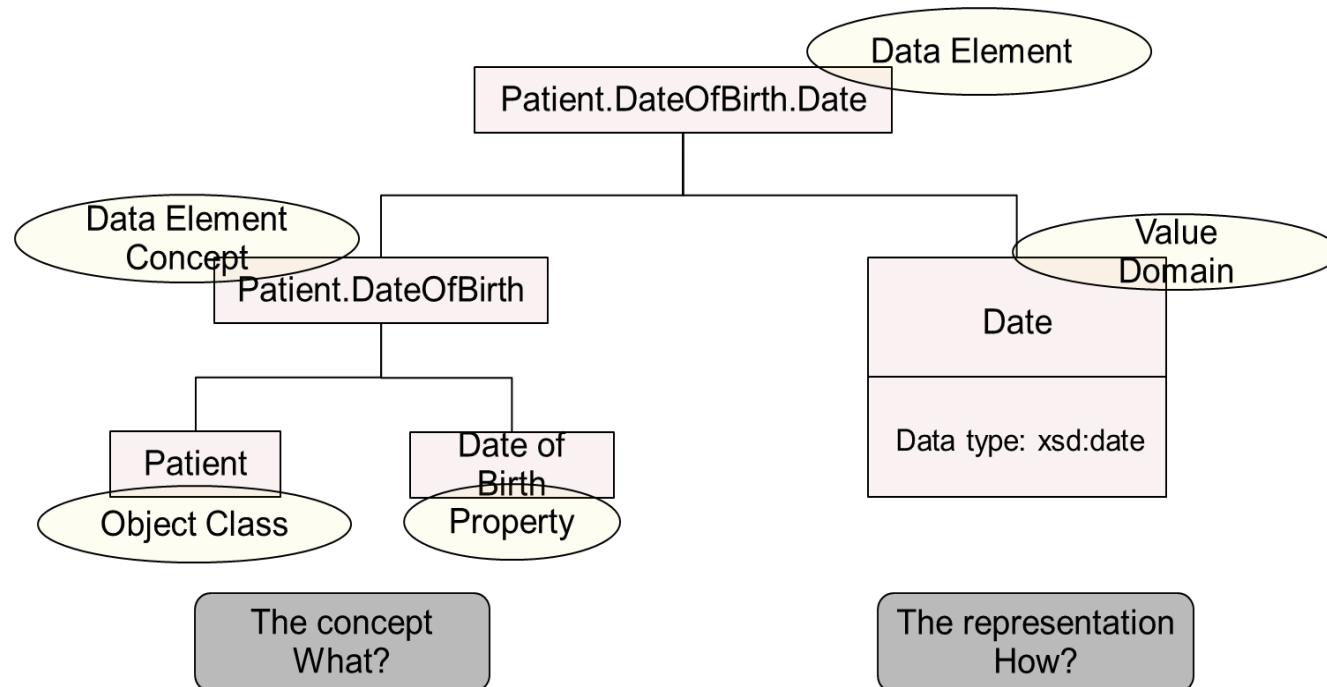 Data Element
Patient.DateOfBirth.Date
Data Element
Concept
Patient.DateOfBirth
Value
Domain
Date
Data type: xsd:date
Patient
Object Class
Date of
Birth
Property
The concept
What?
The representation
How?